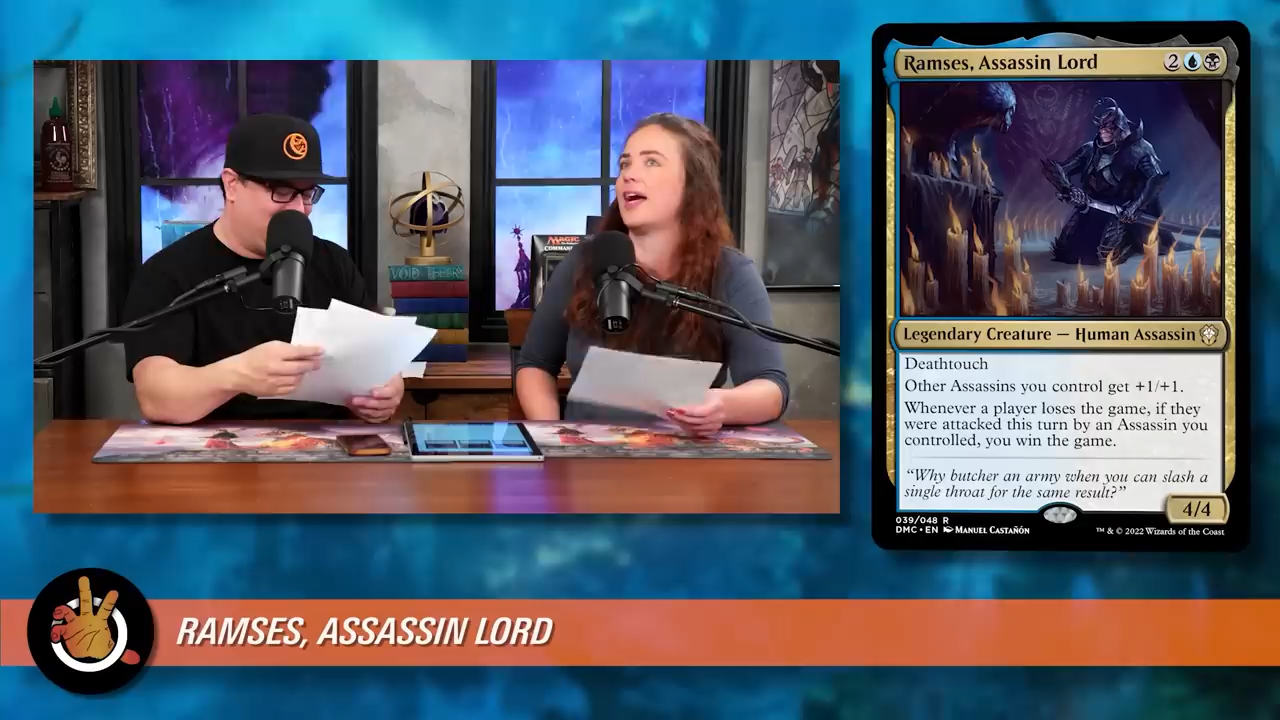 Ramses, Assassin Lord
2
Legendary Creature — Human Assassin
Deathtouch
Other Assassins you control get +1/+1.
Whenever a player loses the game, if they
were attacked this turn by an Assassin you
controlled, you win the game.
“Why butcher an army when you can slash a
single throat for the same result?”
4/4
039/048 R
DMC • EN MANUEL CASTAÑÓN
™ & © 2022 Wizards of the Coast
VOID THEORY
MAGIC
COMMAN
RAMSES, ASSASSIN LORD